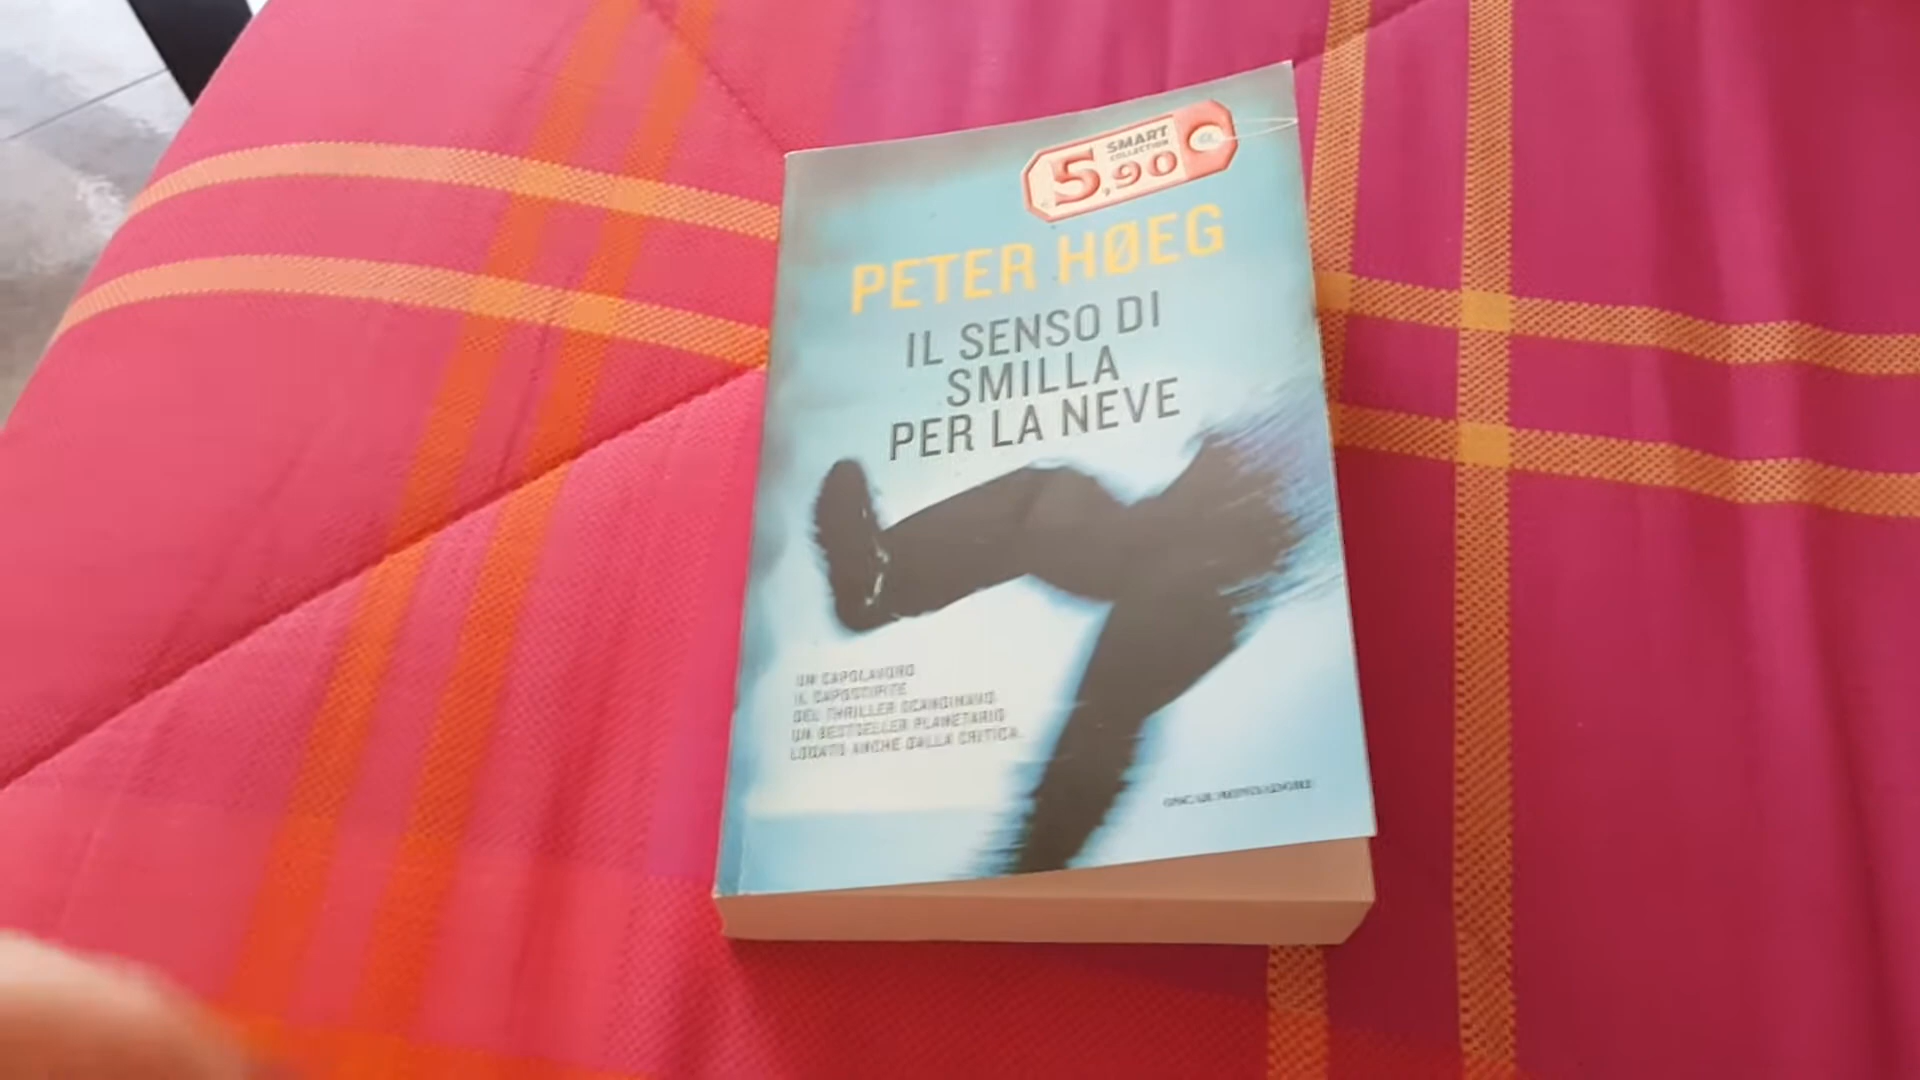 SMART
COLLECTION
€ 5,90
PETER HØEG
IL SENSO DI
SMILLA
PER LA NEVE
UN CAPOLAVORO
IL CAPOSTIPITE
DEL THRILLER SCANDINAVO
UN BESTSELLER PLANETARIO
LODATO ANCHE DALLA CRITICA.
OSCAR MONDADORI